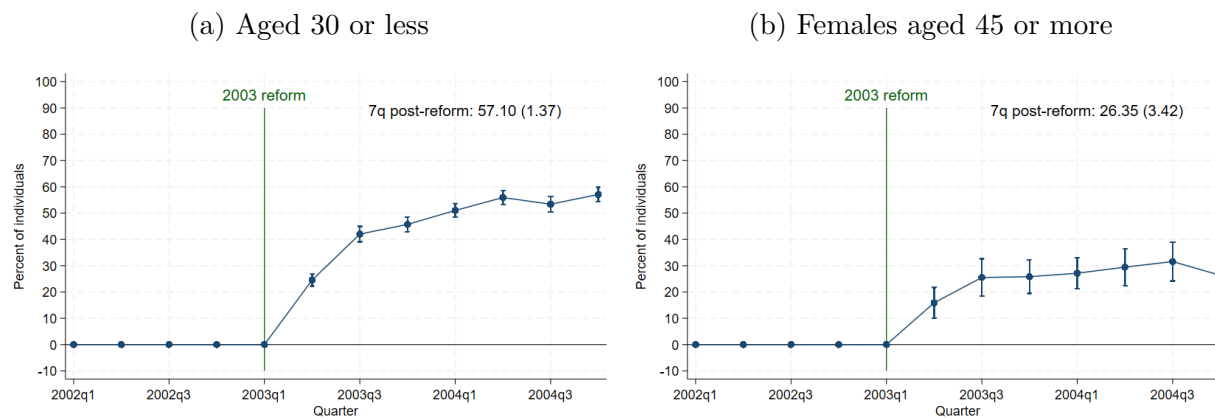 (a) Aged 30 or less
100
90
80
70
60
50
40
30
20
10
0
-10
Percent of individuals
2003 reform
7q post-reform: 57.10 (1.37)
2002q1 2002q3 2003q1 2003q3 2004q1 2004q3
Quarter
(b) Females aged 45 or more
100
90
80
70
60
50
40
30
20
10
0
-10
Percent of individuals
2003 reform
7q post-reform: 26.35 (3.42)
2002q1 2002q3 2003q1 2003q3 2004q1 2004q3
Quarter